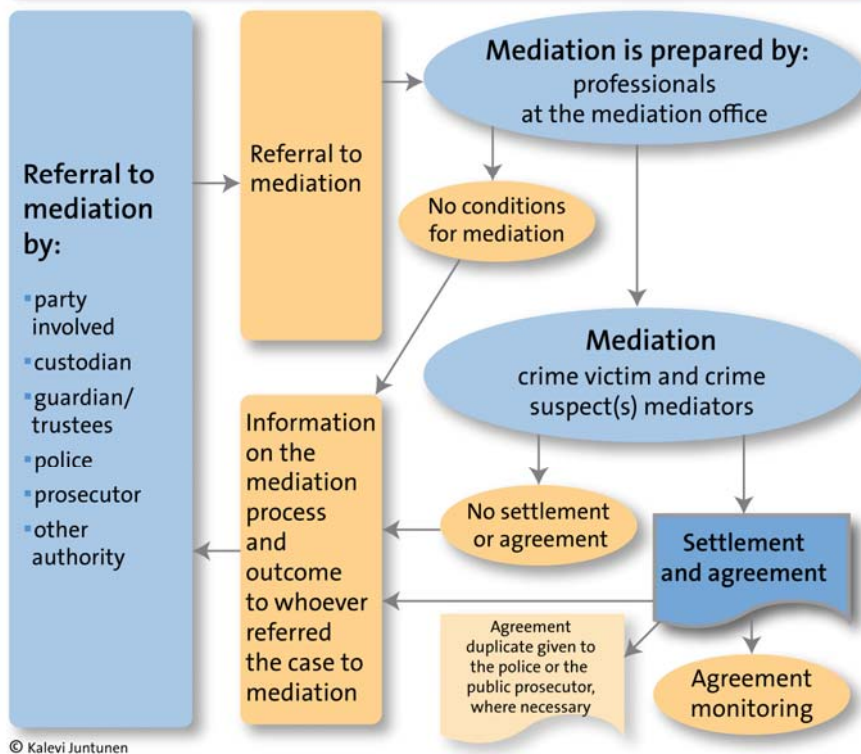 Referral to
mediation
by:
▪party
involved
▪custodian
▪guardian/
trustees
▪police
▪prosecutor
▪other
authority
Referral to
mediation
Mediation is prepared by:
professionals
at the mediation office
No conditions
for mediation
Mediation
crime victim and crime
suspect(s) mediators
Information
on the
mediation
process
and
outcome
to whoever
referred
the case to
mediation
No settlement
or agreement
Settlement
and agreement
Agreement
duplicate given to
the police or the
public prosecutor,
where necessary
Agreement
monitoring
© Kalevi Juntunen